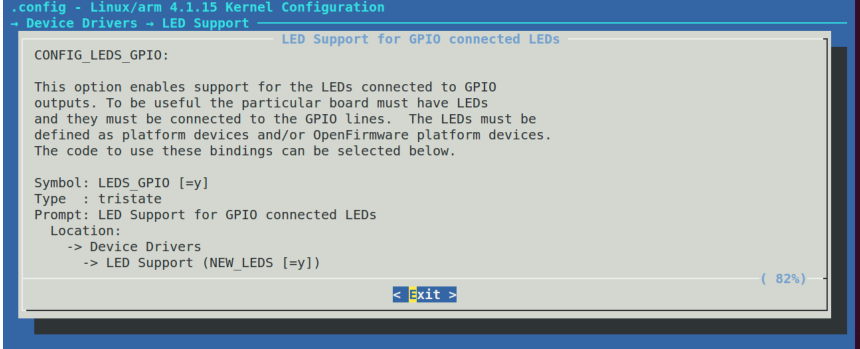 .config - Linux/arm 4.1.15 Kernel Configuration
→ Device Drivers → LED Support
LED Support for GPIO connected LEDs
CONFIG_LEDS_GPIO:
This option enables support for the LEDs connected to GPIO
outputs. To be useful the particular board must have LEDs
and they must be connected to the GPIO lines.  The LEDs must be
defined as platform devices and/or OpenFirmware platform devices.
The code to use these bindings can be selected below.
Symbol: LEDS_GPIO [=y]
Type  : tristate
Prompt: LED Support for GPIO connected LEDs
Location:
-> Device Drivers
-> LED Support (NEW_LEDS [=y])
( 82%)
< Exit >